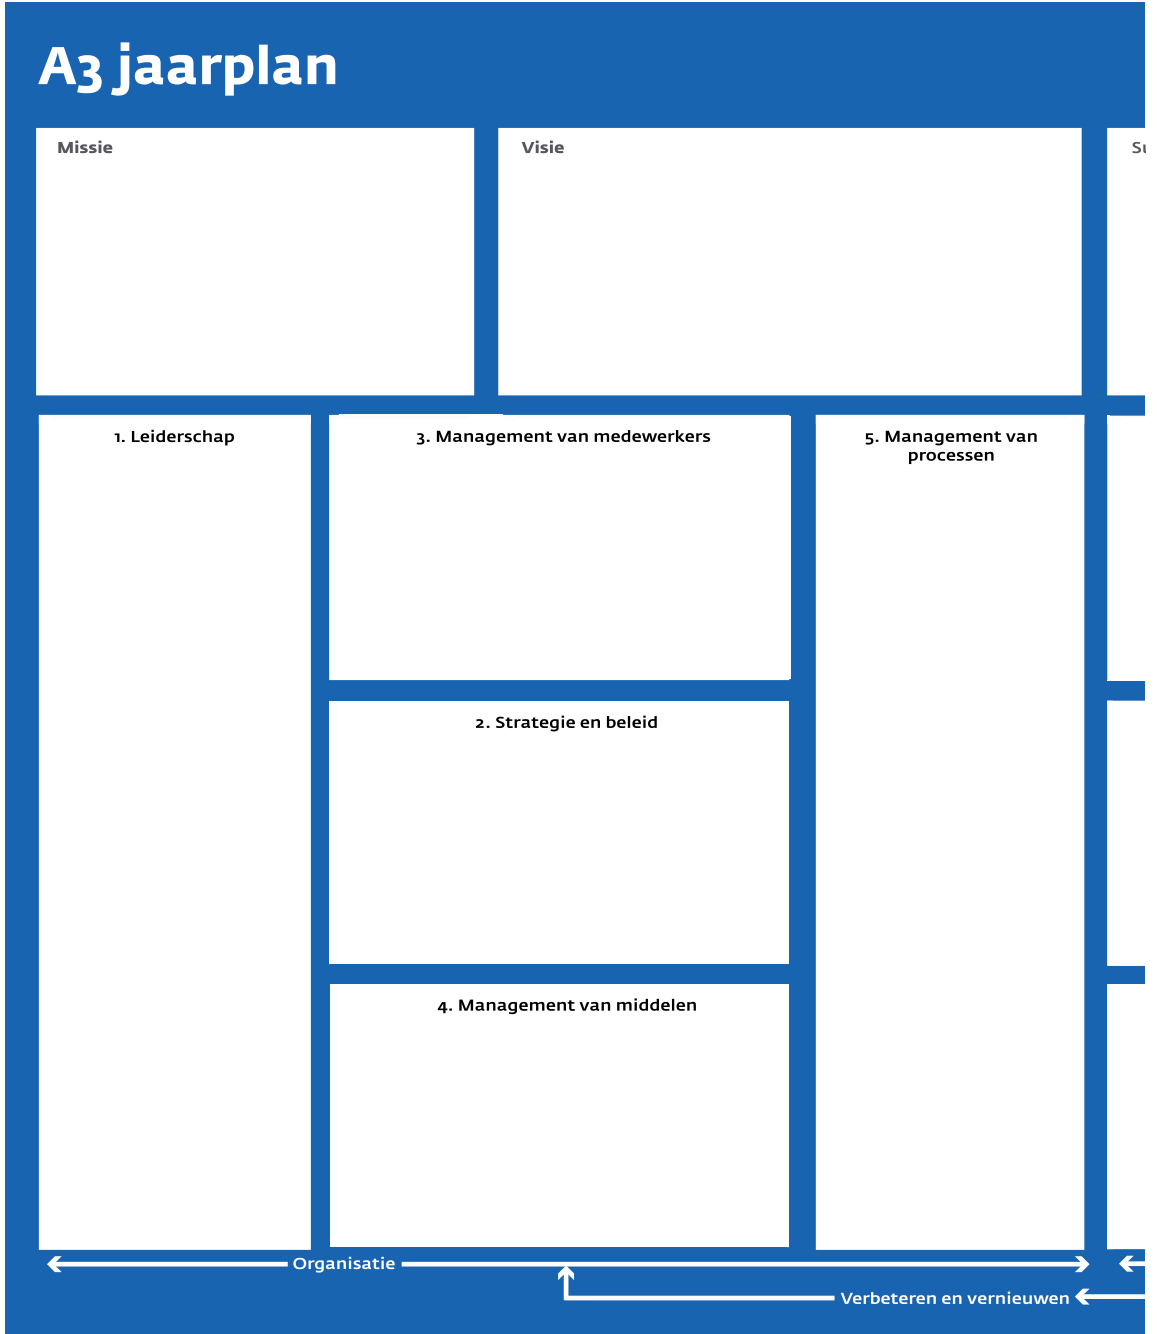 A3 jaarplan
Missie
Visie
1. Leiderschap
3. Management van medewerkers
5. Management van
processen
2. Strategie en beleid
4. Management van middelen
Organisatie
Verbeteren en vernieuwen